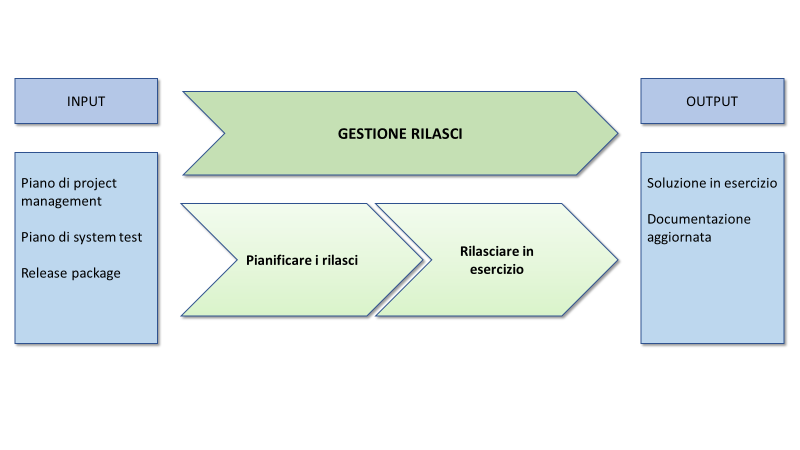 INPUT
GESTIONE RILASCI
OUTPUT
Piano di project
management
Piano di system test
Release package
Pianificare i rilasci
Rilasciare in
esercizio
Soluzione in esercizio
Documentazione
aggiornata